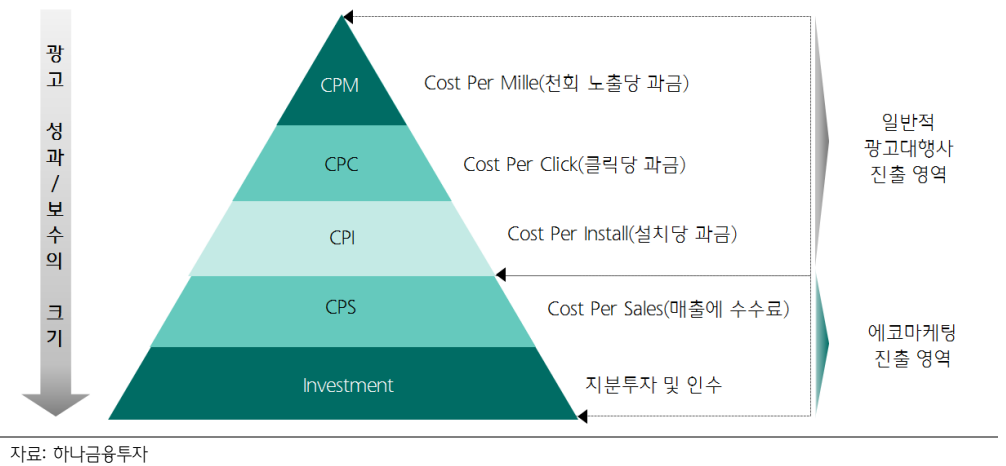 광고 성과/보수의 크기
CPM
Cost Per Mille(천회 노출당 과금)
CPC
Cost Per Click(클릭당 과금)
CPI
Cost Per Install(설치당 과금)
CPS
Cost Per Sales(매출에 수수료)
Investment
지분투자 및 인수
일반적
광고대행사
진출 영역
에코마케팅
진출 영역
자료: 하나금융투자